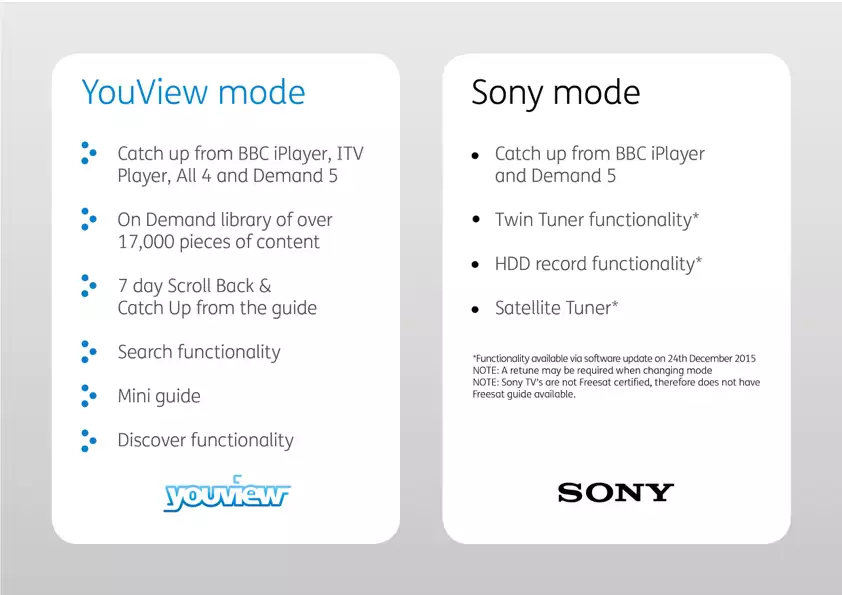 YouView mode
Catch up from BBC iPlayer, ITV
Player, All 4 and Demand 5
On Demand library of over
17,000 pieces of content
7 day Scroll Back &
Catch Up from the guide
Search functionality
Mini guide
Discover functionality
youview
Sony mode
Catch up from BBC iPlayer
and Demand 5
Twin Tuner functionality*
HDD record functionality*
Satellite Tuner*
*Functionality available via software update on 24th December 2015
NOTE: A retune may be required when changing mode
NOTE: Sony TV's are not Freesat certified, therefore does not have
Freesat guide available.
SONY